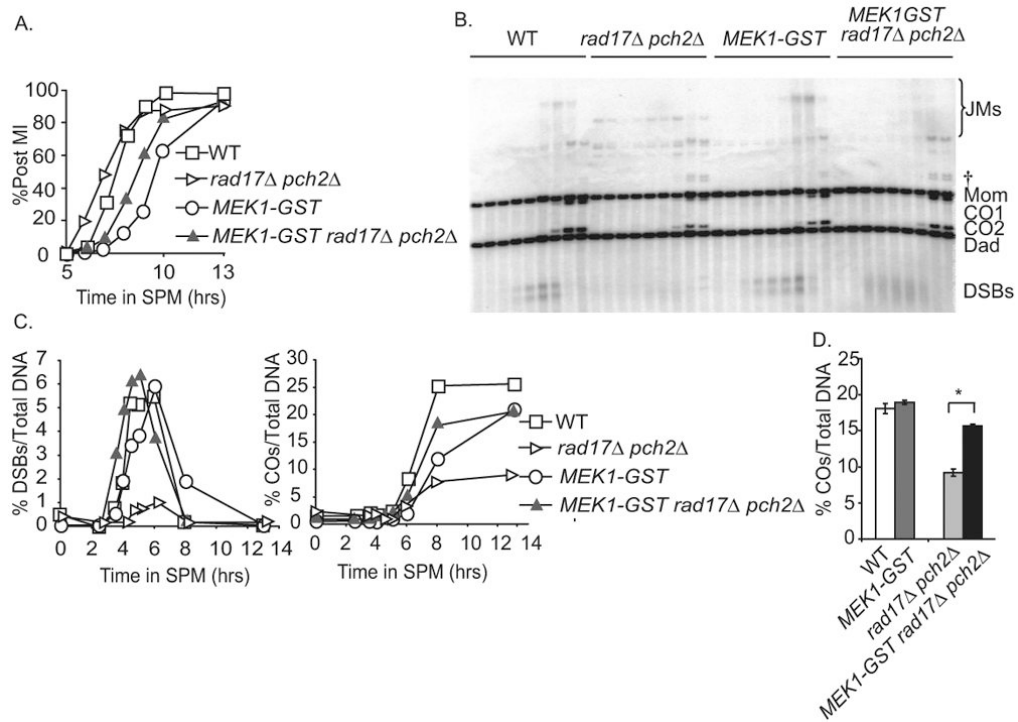 A.
%Post MI
100
80
60
40
20
0
5
10
13
Time in SPM (hrs)
WT
rad17Δ pch2Δ
MEK1-GST
MEK1-GST rad17Δ pch2Δ
B.
WT
rad17Δ pch2Δ
MEK1-GST
MEK1GST
rad17Δ pch2Δ
JMs
†
Mom
CO1
CO2
Dad
DSBs
C.
% DSBs/Total DNA
7
6
5
4
3
2
1
0
0 2 4 6 8 10 12 14
Time in SPM (hrs)
% COs/Total DNA
30
25
20
15
10
5
0
0 2 4 6 8 10 12 14
Time in SPM (hrs)
WT
rad17Δ pch2Δ
MEK1-GST
MEK1-GST rad17Δ pch2Δ
D.
% COs/Total DNA
25
20
15
10
5
0
*
WT
MEK1-GST
rad17Δ pch2Δ
MEK1-GST rad17Δ pch2Δ